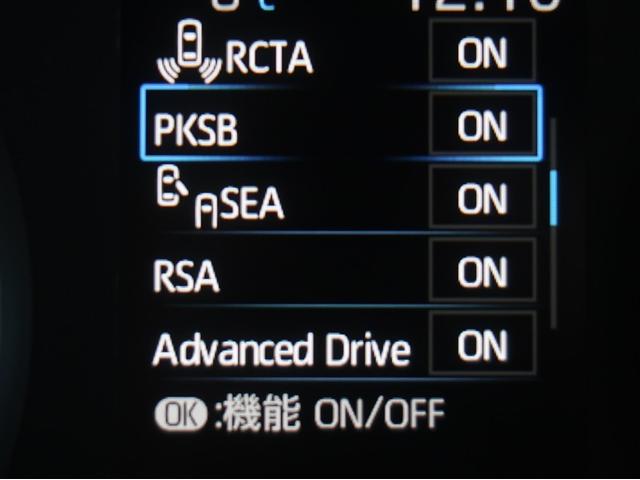 RCTA ON
PKSB ON
SEA ON
RSA ON
Advanced Drive ON
OK :機能 ON/OFF